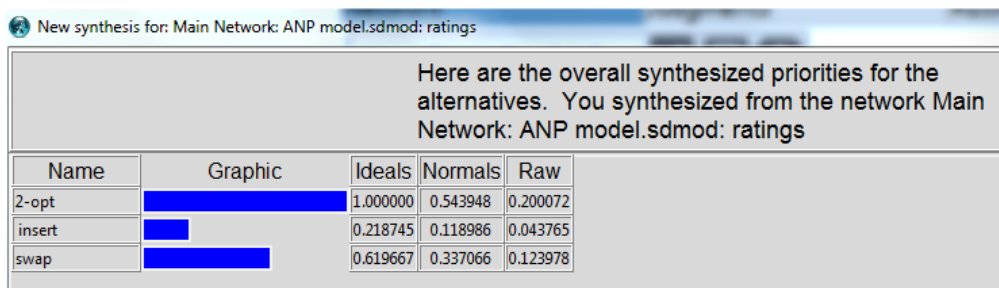 New synthesis for: Main Network: ANP model.sdmod: ratings
Here are the overall synthesized priorities for the
alternatives. You synthesized from the network Main
Network: ANP model.sdmod: ratings
Name Graphic Ideals Normals Raw
2-opt 1.000000 0.543948 0.200072
insert 0.218745 0.118986 0.043765
swap 0.619667 0.337066 0.123978